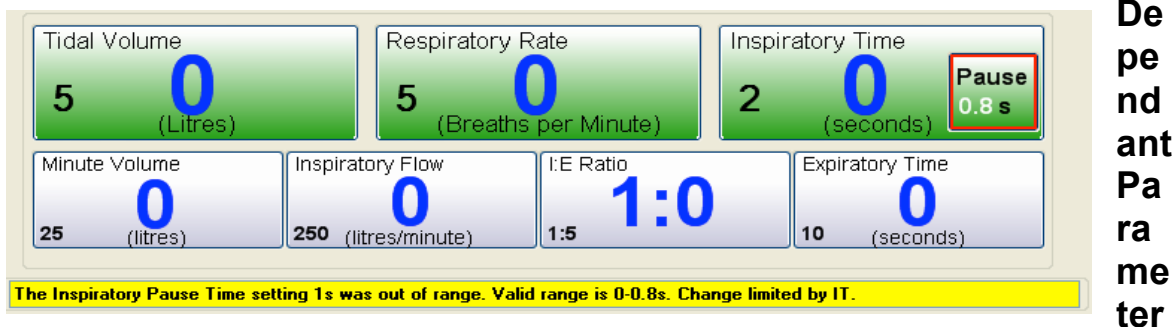 Tidal Volume
5 0
(Litres)
Respiratory Rate
5 0
(Breaths per Minute)
Inspiratory Time
2 0
(seconds)
Pause
0.8 s
Minute Volume
0
25 (litres)
Inspiratory Flow
0
250 (litres/minute)
I:E Ratio
1:0
1:5
Expiratory Time
0
10 (seconds)
The Inspiratory Pause Time setting 1s was out of range. Valid range is 0-0.8s. Change limited by IT.
De
pe
nd
ant
Pa
ra
me
ter